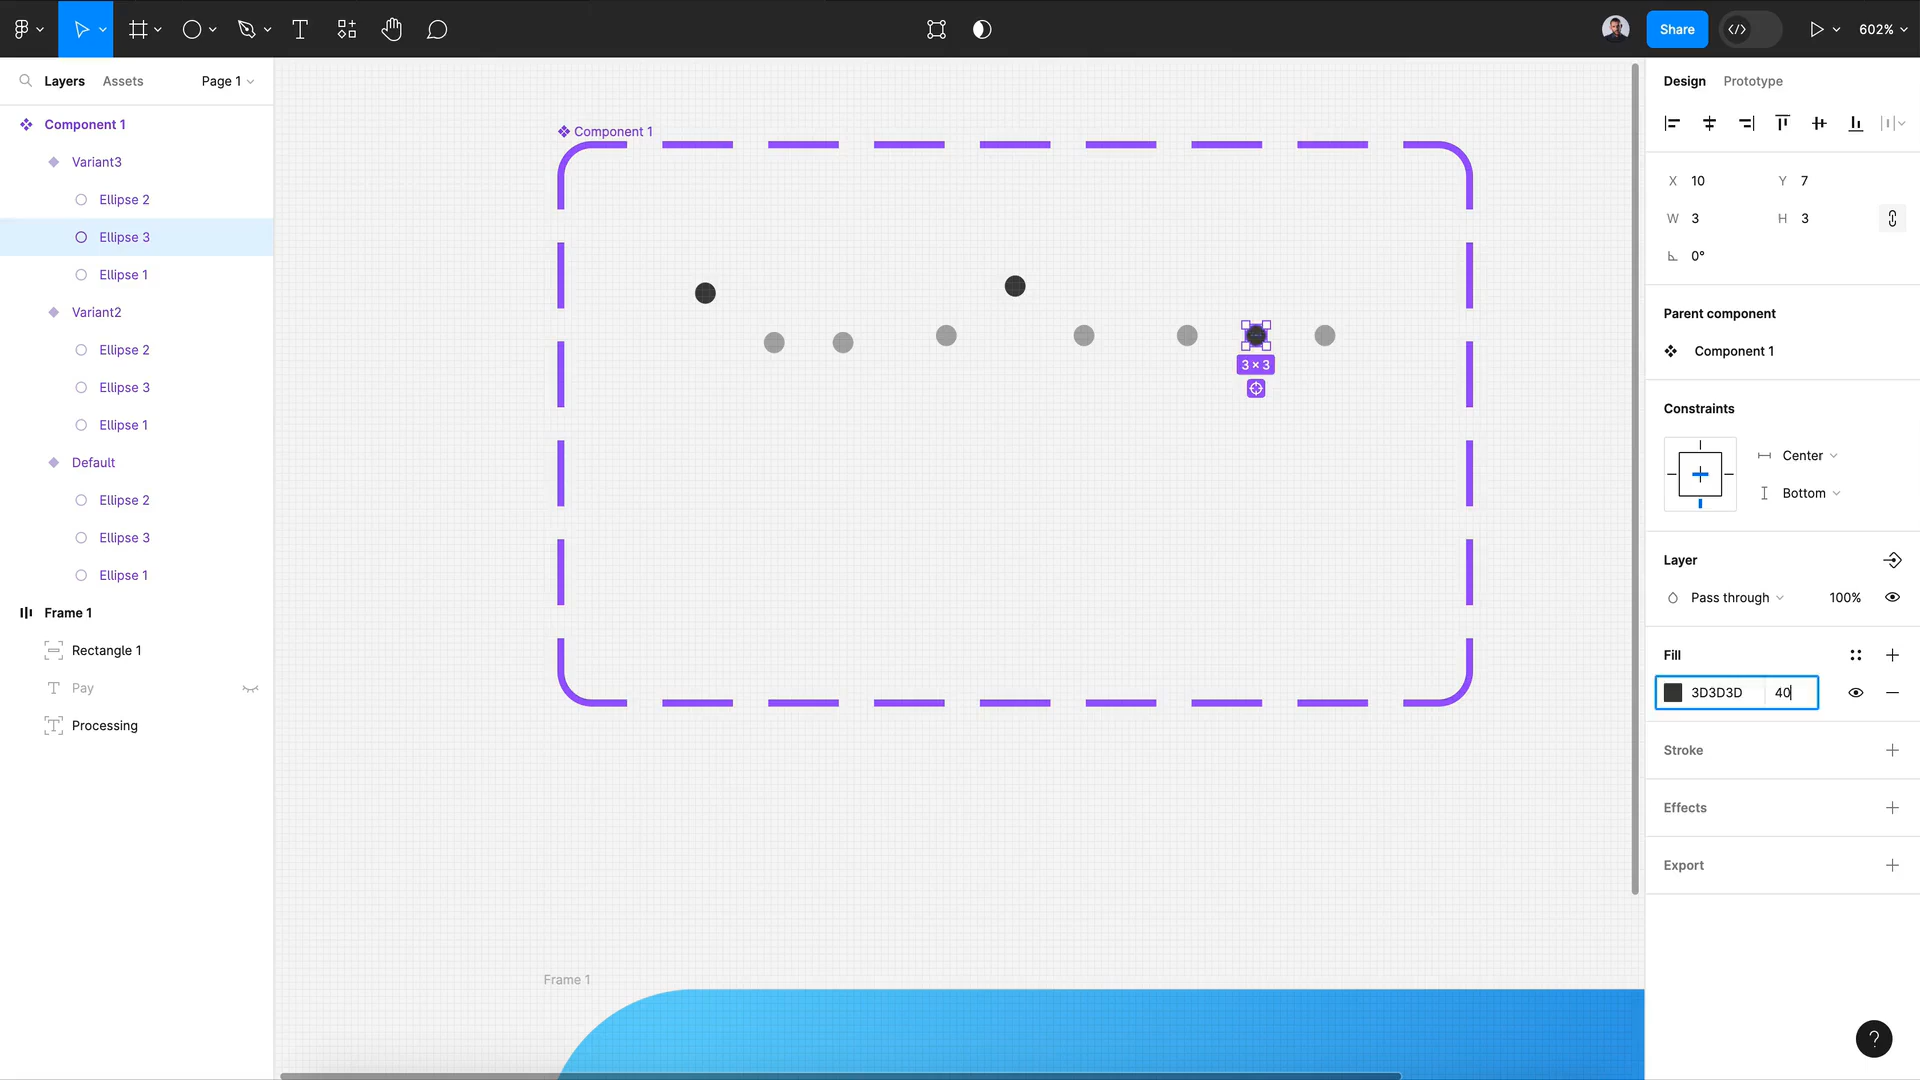 Share
602%
Layers
Assets
Page 1
Component 1
Variant3
Ellipse 2
Ellipse 3
Ellipse 1
Variant2
Ellipse 2
Ellipse 3
Ellipse 1
Default
Ellipse 2
Ellipse 3
Ellipse 1
Frame 1
Rectangle 1
Pay
Processing
Component 1
3 × 3
Frame 1
Design
Prototype
X 10
Y 7
W 3
H 3
0°
Parent component
Component 1
Constraints
Center
Bottom
Layer
Pass through
100%
Fill
3D3D3D
40
Stroke
Effects
Export
?